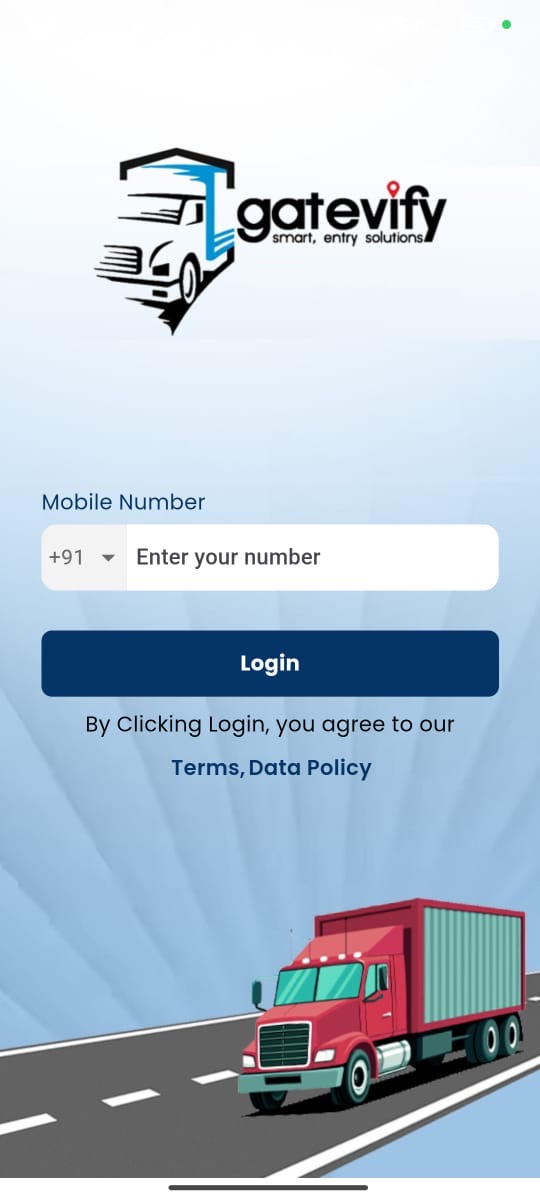 gatevify
smart, entry solutions
Mobile Number
+91 Enter your number
Login
By Clicking Login, you agree to our
Terms, Data Policy